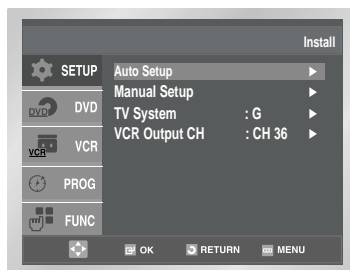 Install
SETUP
DVD
DVD
VCR
VCR
PROG
FUNC
Auto Setup ►
Manual Setup ►
TV System : G ►
VCR Output CH : CH 36 ►
OK RETURN MENU